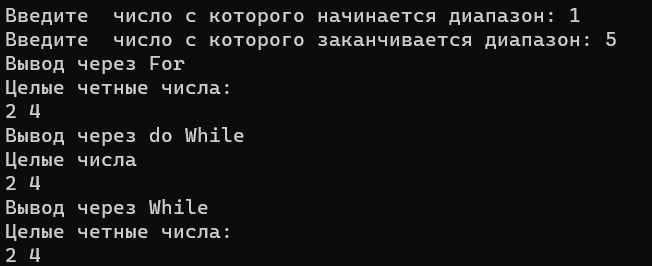 Введите  число с которого начинается диапазон: 1
Введите  число с которого заканчивается диапазон: 5
Вывод через For
Целые четные числа:
2 4
Вывод через do While
Целые числа
2 4
Вывод через While
Целые четные числа:
2 4